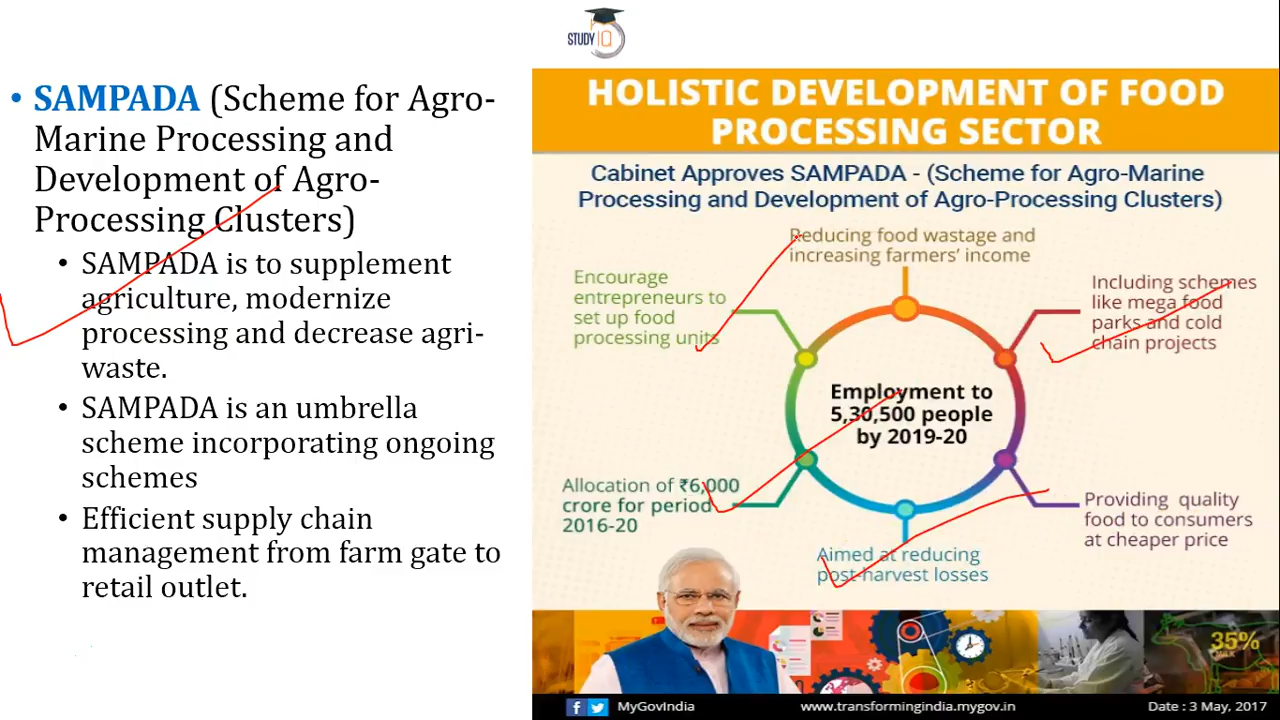 • SAMPADA (Scheme for Agro-
Marine Processing and
Development of Agro-
Processing Clusters)
• SAMPADA is to supplement
agriculture, modernize
processing and decrease agri-
waste.
• SAMPADA is an umbrella
scheme incorporating ongoing
schemes
• Efficient supply chain
management from farm gate to
retail outlet.
STUDY IQ
HOLISTIC DEVELOPMENT OF FOOD
PROCESSING SECTOR
Cabinet Approves SAMPADA - (Scheme for Agro-Marine
Processing and Development of Agro-Processing Clusters)
Reducing food wastage and
increasing farmers' income
Encourage
entrepreneurs to
set up food
processing units
Including schemes
like mega food
parks and cold
chain projects
Employment to
5,30,500 people
by 2019-20
Allocation of ₹6,000
crore for period
2016-20
Providing quality
food to consumers
at cheaper price
Aimed at reducing
post-harvest losses
35%
MyGovIndia
www.transformingindia.mygov.in
Date : 3 May, 2017